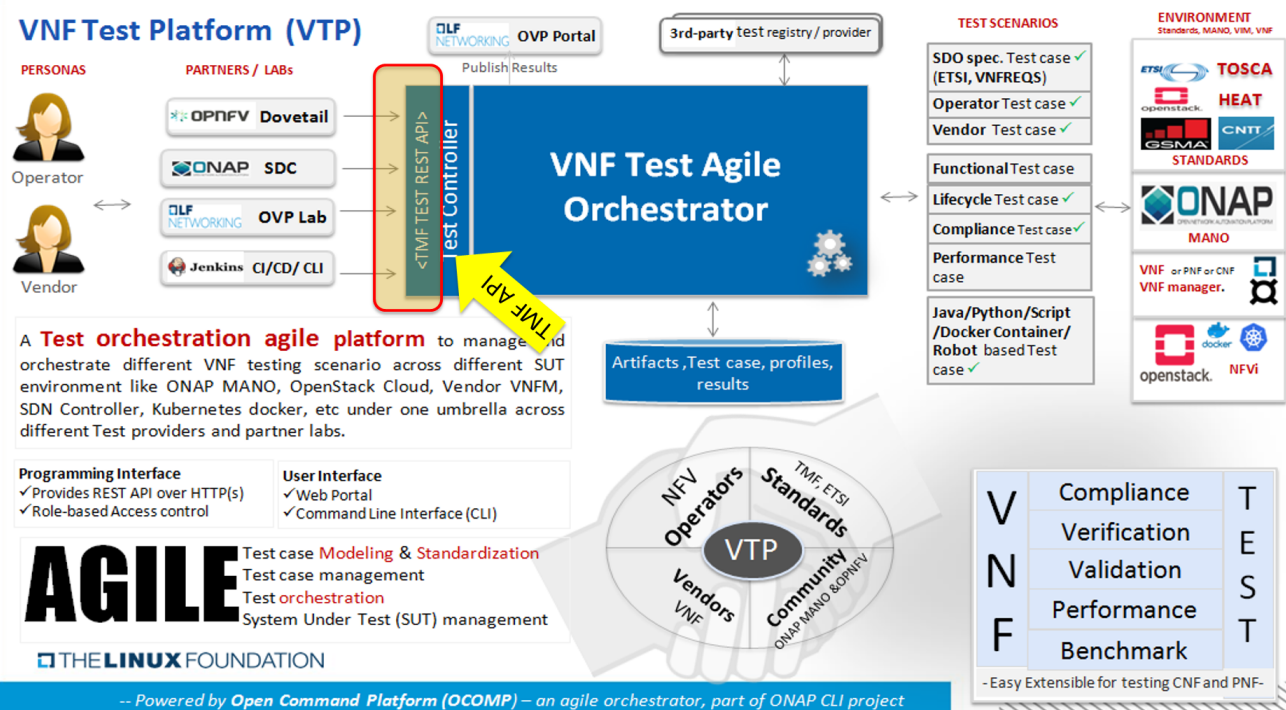 VNF Test Platform (VTP)
PERSONAS
Operator
Vendor
PARTNERS / LABs
OPNFV Dovetail
ONAP SDC
LF NETWORKING OVP Lab
Jenkins CI/CD/ CLI
LF NETWORKING OVP Portal
Publish Results
3rd-party test registry / provider
<TMF TEST REST API>
Test Controller
VNF Test Agile
Orchestrator
TMF API
Artifacts ,Test case, profiles,
results
TEST SCENARIOS
SDO spec. Test case ✓
(ETSI, VNFREQS)
Operator Test case ✓
Vendor Test case ✓
Functional Test case
Lifecycle Test case ✓
Compliance Test case ✓
Performance Test
case
Java/Python/Script
/Docker Container/
Robot based Test
case ✓
ENVIRONMENT
Standards, MANO, VIM, VNF
ETSI TOSCA
openstack. HEAT
GSMA CNTT
STANDARDS
ONAP
OPEN NETWORK AUTOMATION PLATFORM
MANO
VNF or PNF or CNF
VNF manager.
docker
openstack. NFVi
A Test orchestration agile platform to manage and
orchestrate different VNF testing scenario across different SUT
environment like ONAP MANO, OpenStack Cloud, Vendor VNFM,
SDN Controller, Kubernetes docker, etc under one umbrella across
different Test providers and partner labs.
Programming Interface
✓Provides REST API over HTTP(s)
✓Role-based Access control
User Interface
✓Web Portal
✓Command Line Interface (CLI)
AGILE
Test case Modeling & Standardization
Test case management
Test orchestration
System Under Test (SUT) management
THE LINUX FOUNDATION
NFV
Operators
TMF, ETSI
Standards
VTP
Vendors
VNF
Community
ONAP MANO &OPNFV
VNF
Compliance
Verification
Validation
Performance
Benchmark
TEST
- Easy Extensible for testing CNF and PNF-
-- Powered by Open Command Platform (OCOMP) – an agile orchestrator, part of ONAP CLI project